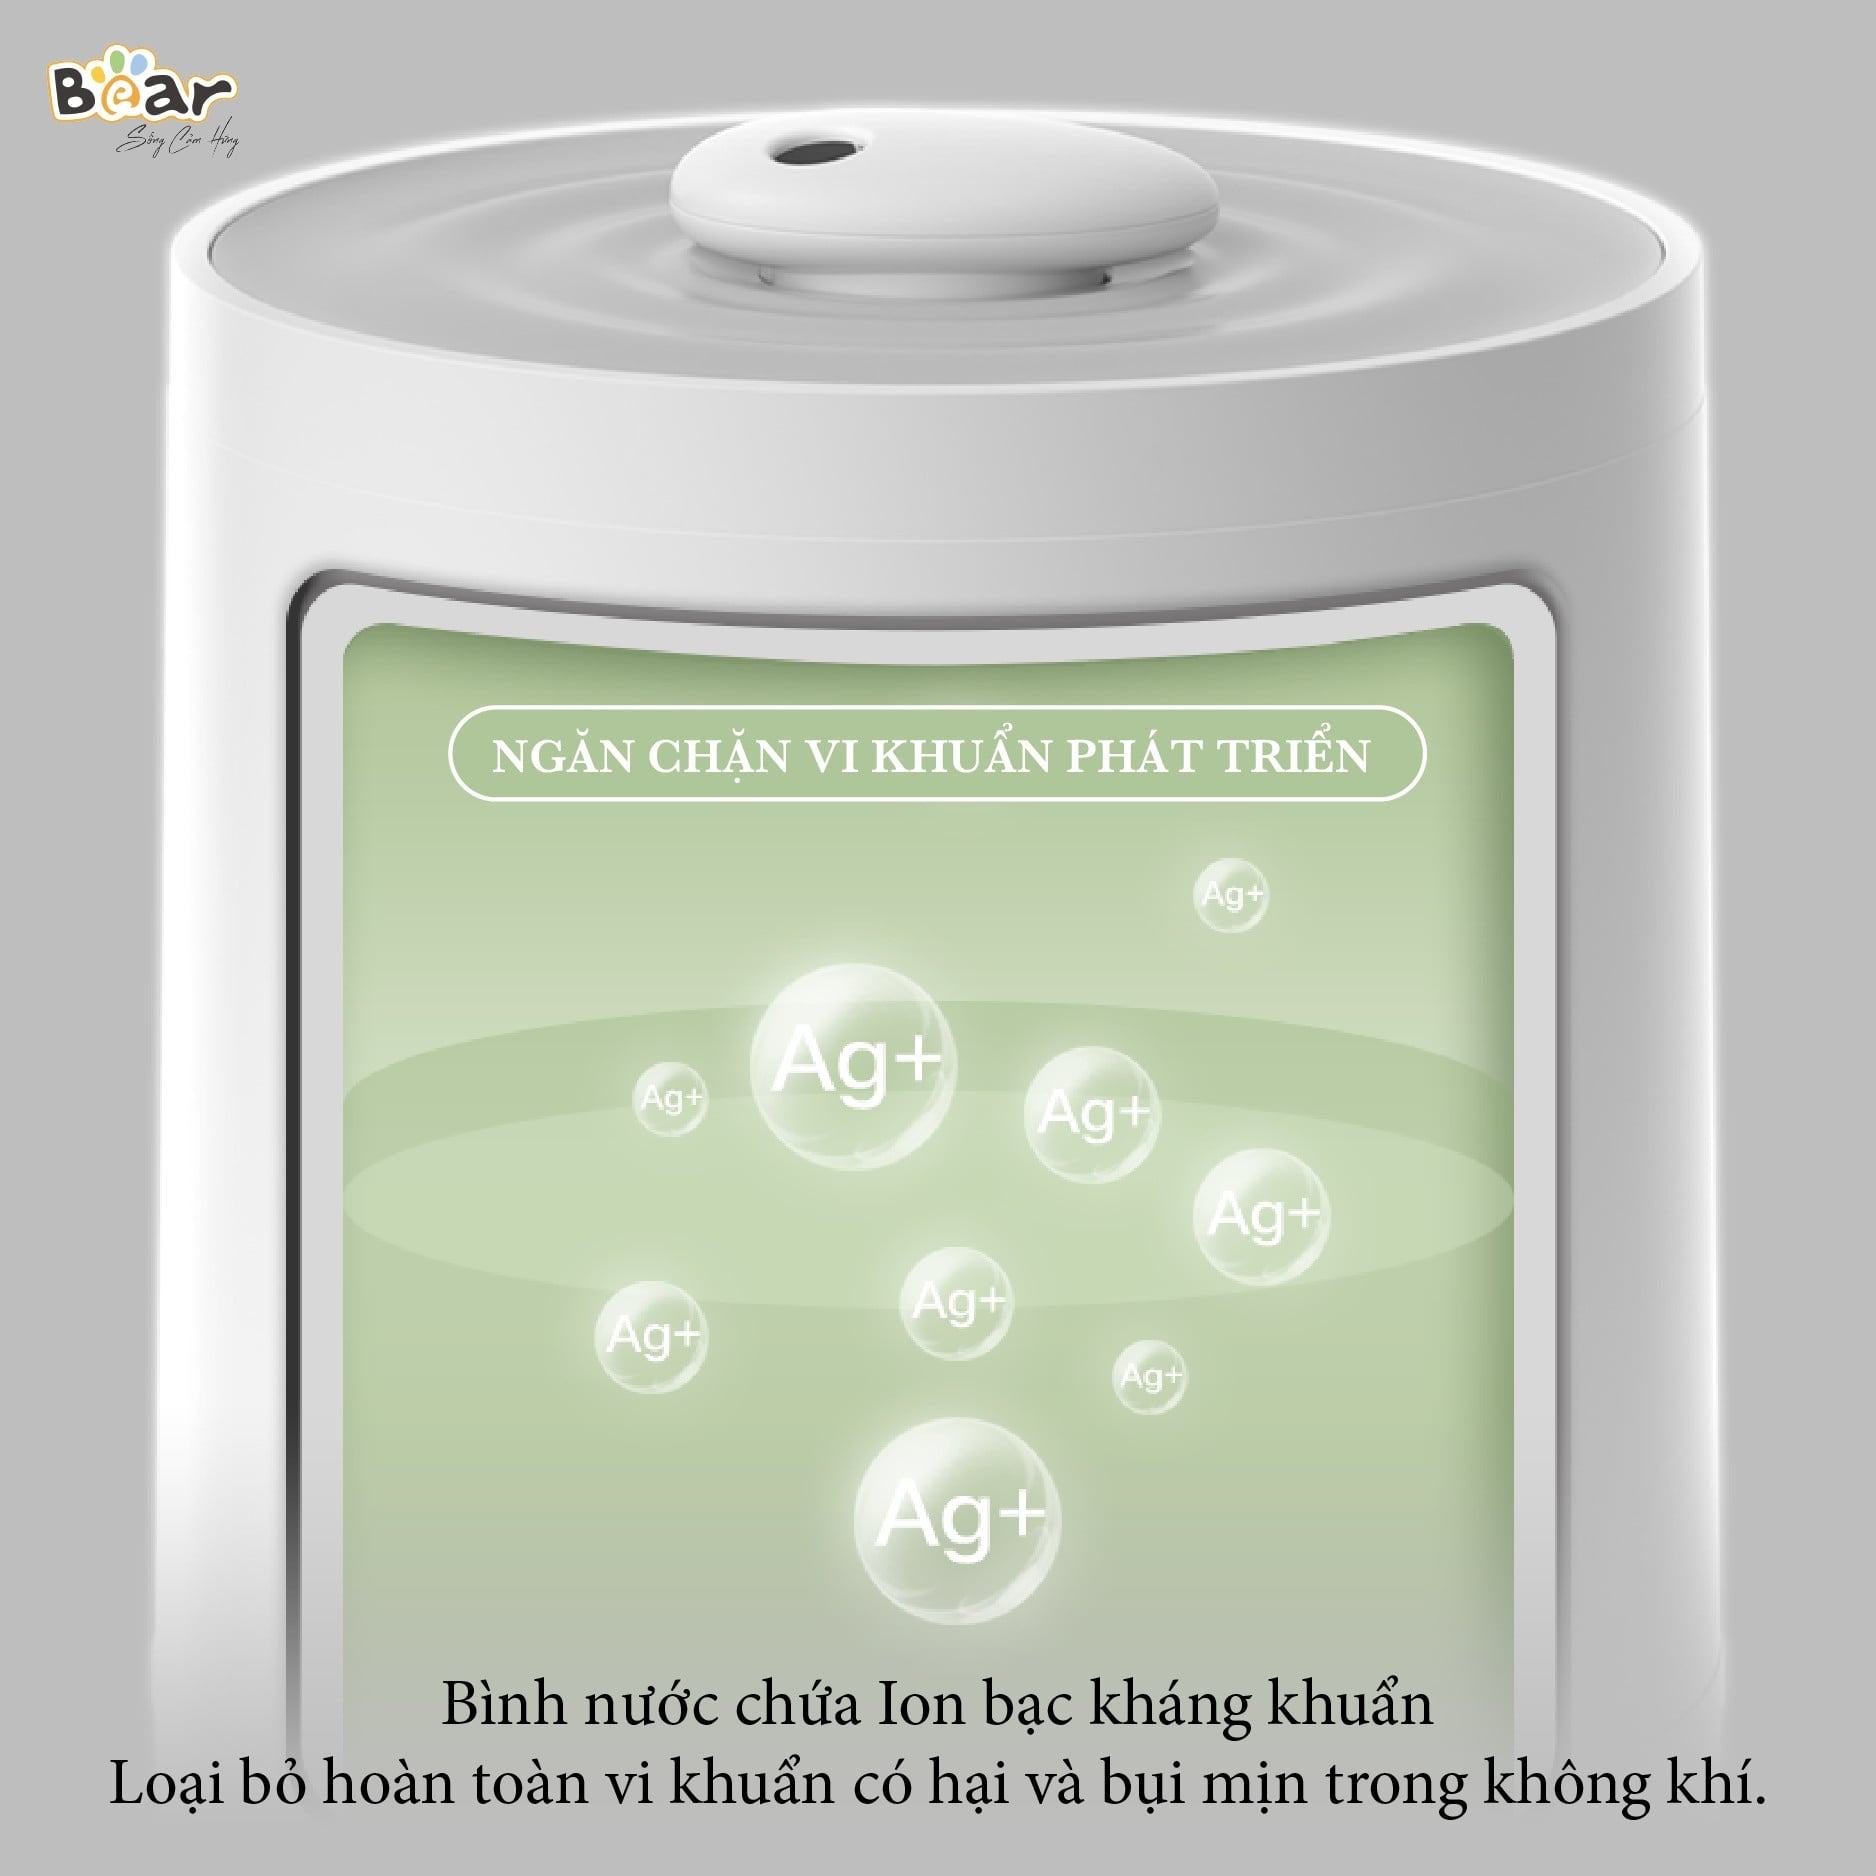 Bear
Sống Cảm Hứng
NGĂN CHẶN VI KHUẨN PHÁT TRIỂN
Ag+
Ag+
Ag+
Ag+
Ag+
Ag+
Ag+
Ag+
Ag+
Bình nước chứa Ion bạc kháng khuẩn
Loại bỏ hoàn toàn vi khuẩn có hại và bụi mịn trong không khí.